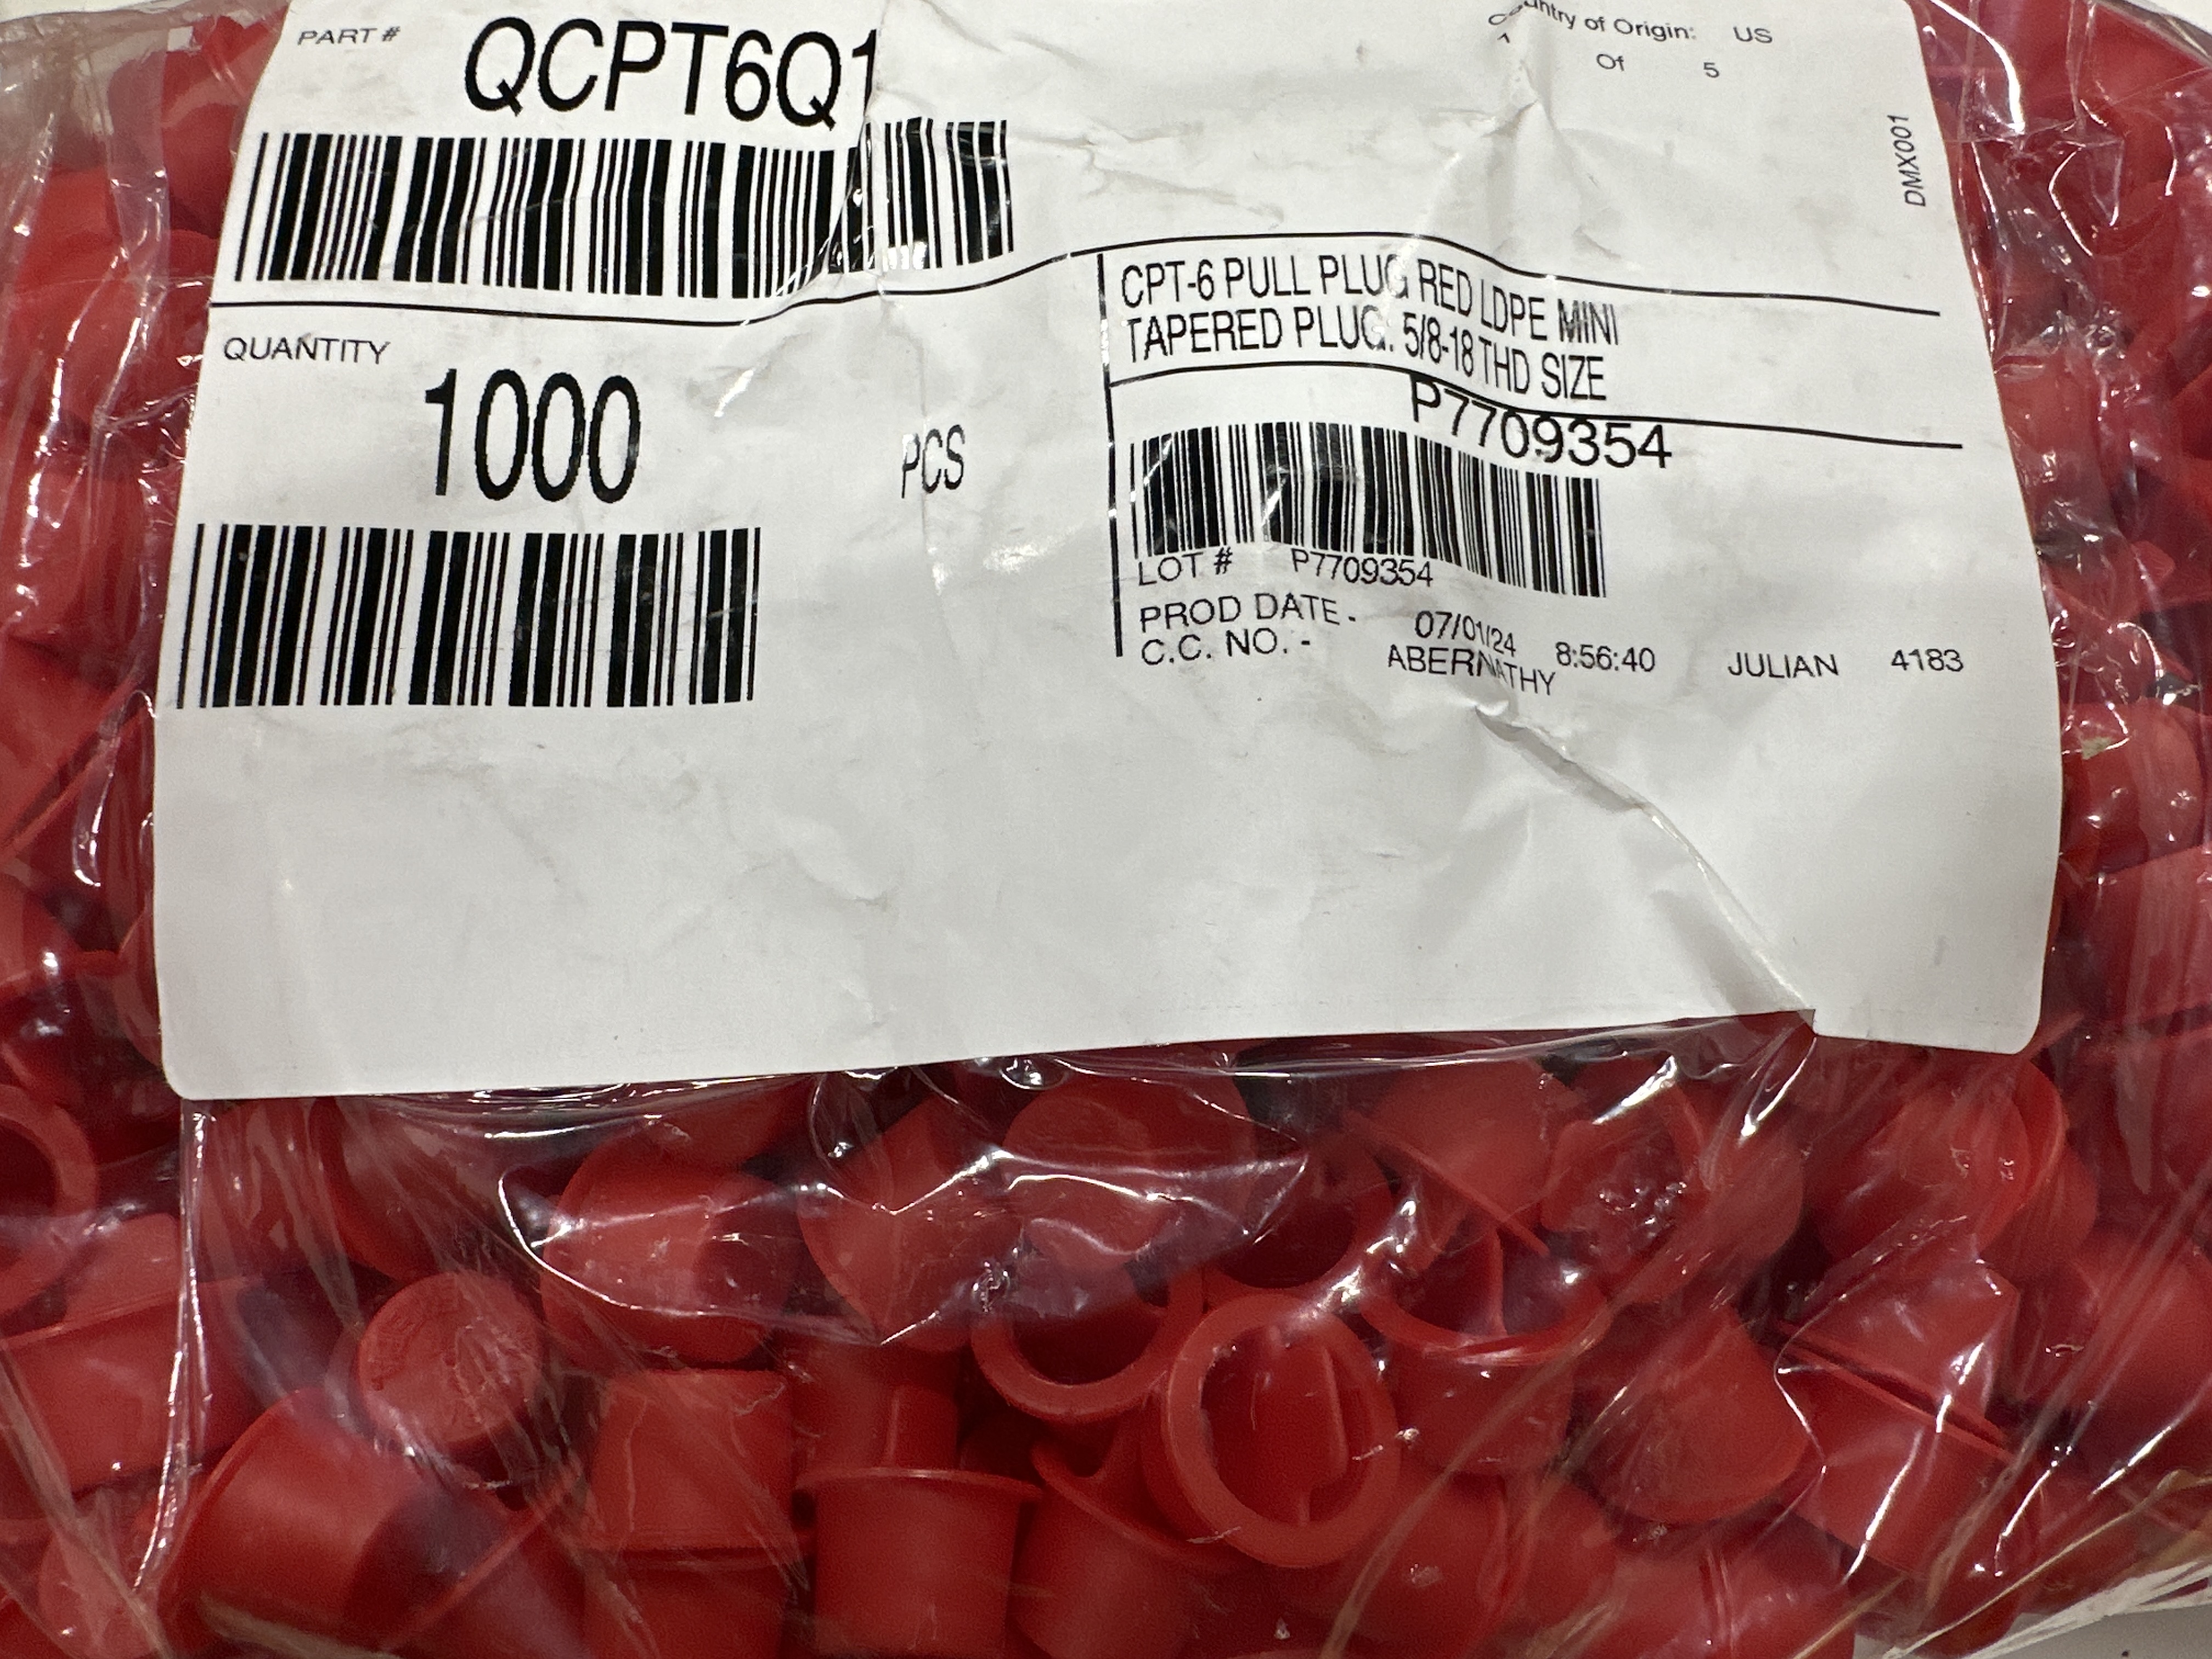 PART #
QCPT6Q1
Country of Origin: US
1 Of 5
DMX001
QUANTITY
1000
PCS
CPT-6 PULL PLUG RED LDPE MINI
TAPERED PLUG. 5/8-18 THD SIZE
P7709354
LOT # P7709354
PROD DATE - 07/01/24 8:56:40 JULIAN 4183
C.C. NO. - ABERNATHY